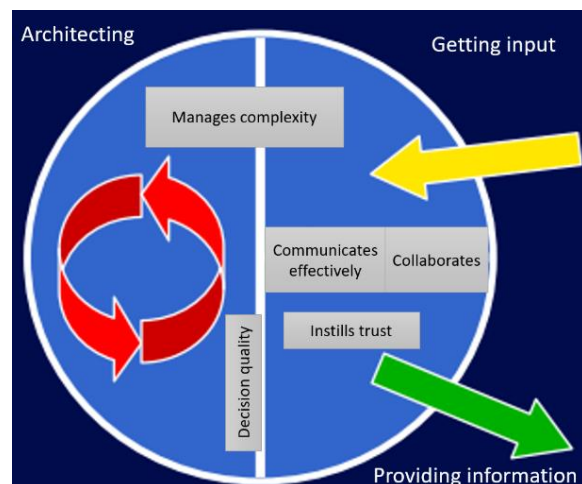 Architecting
Getting input
Manages complexity
Communicates
effectively
Collaborates
Instills trust
Decision quality
Providing information